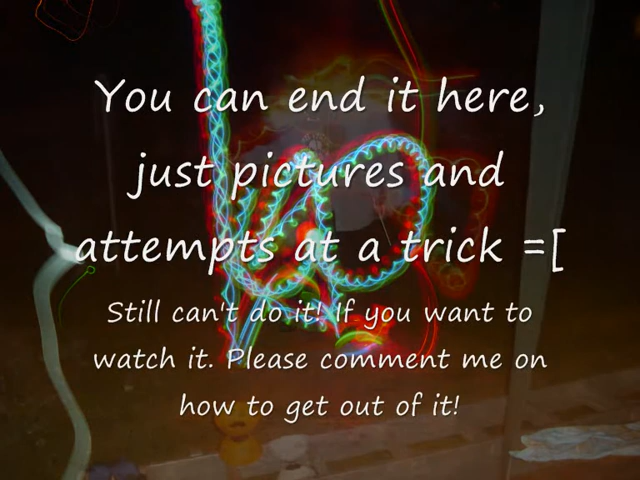 You can end it here,
just pictures and
attempts at a trick =[
Still can't do it! If you want to
watch it. Please comment me on
how to get out of it!